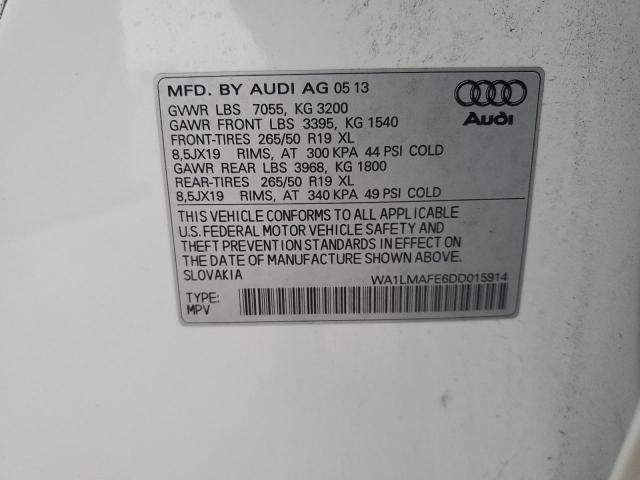 MFD. BY AUDI AG 05 13
GVWR LBS 7055, KG 3200
GAWR FRONT LBS 3395, KG 1540
FRONT-TIRES 265/50 R19 XL
8,5JX19 RIMS, AT 300 KPA 44 PSI COLD
GAWR REAR LBS 3968, KG 1800
REAR-TIRES 265/50 R19 XL
8,5JX19 RIMS, AT 340 KPA 49 PSI COLD
Audi
THIS VEHICLE CONFORMS TO ALL APPLICABLE
U.S. FEDERAL MOTOR VEHICLE SAFETY AND
THEFT PREVENTION STANDARDS IN EFFECT ON
THE DATE OF MANUFACTURE SHOWN ABOVE.
SLOVAKIA WA1LMAFE6DD015914
TYPE:
MPV